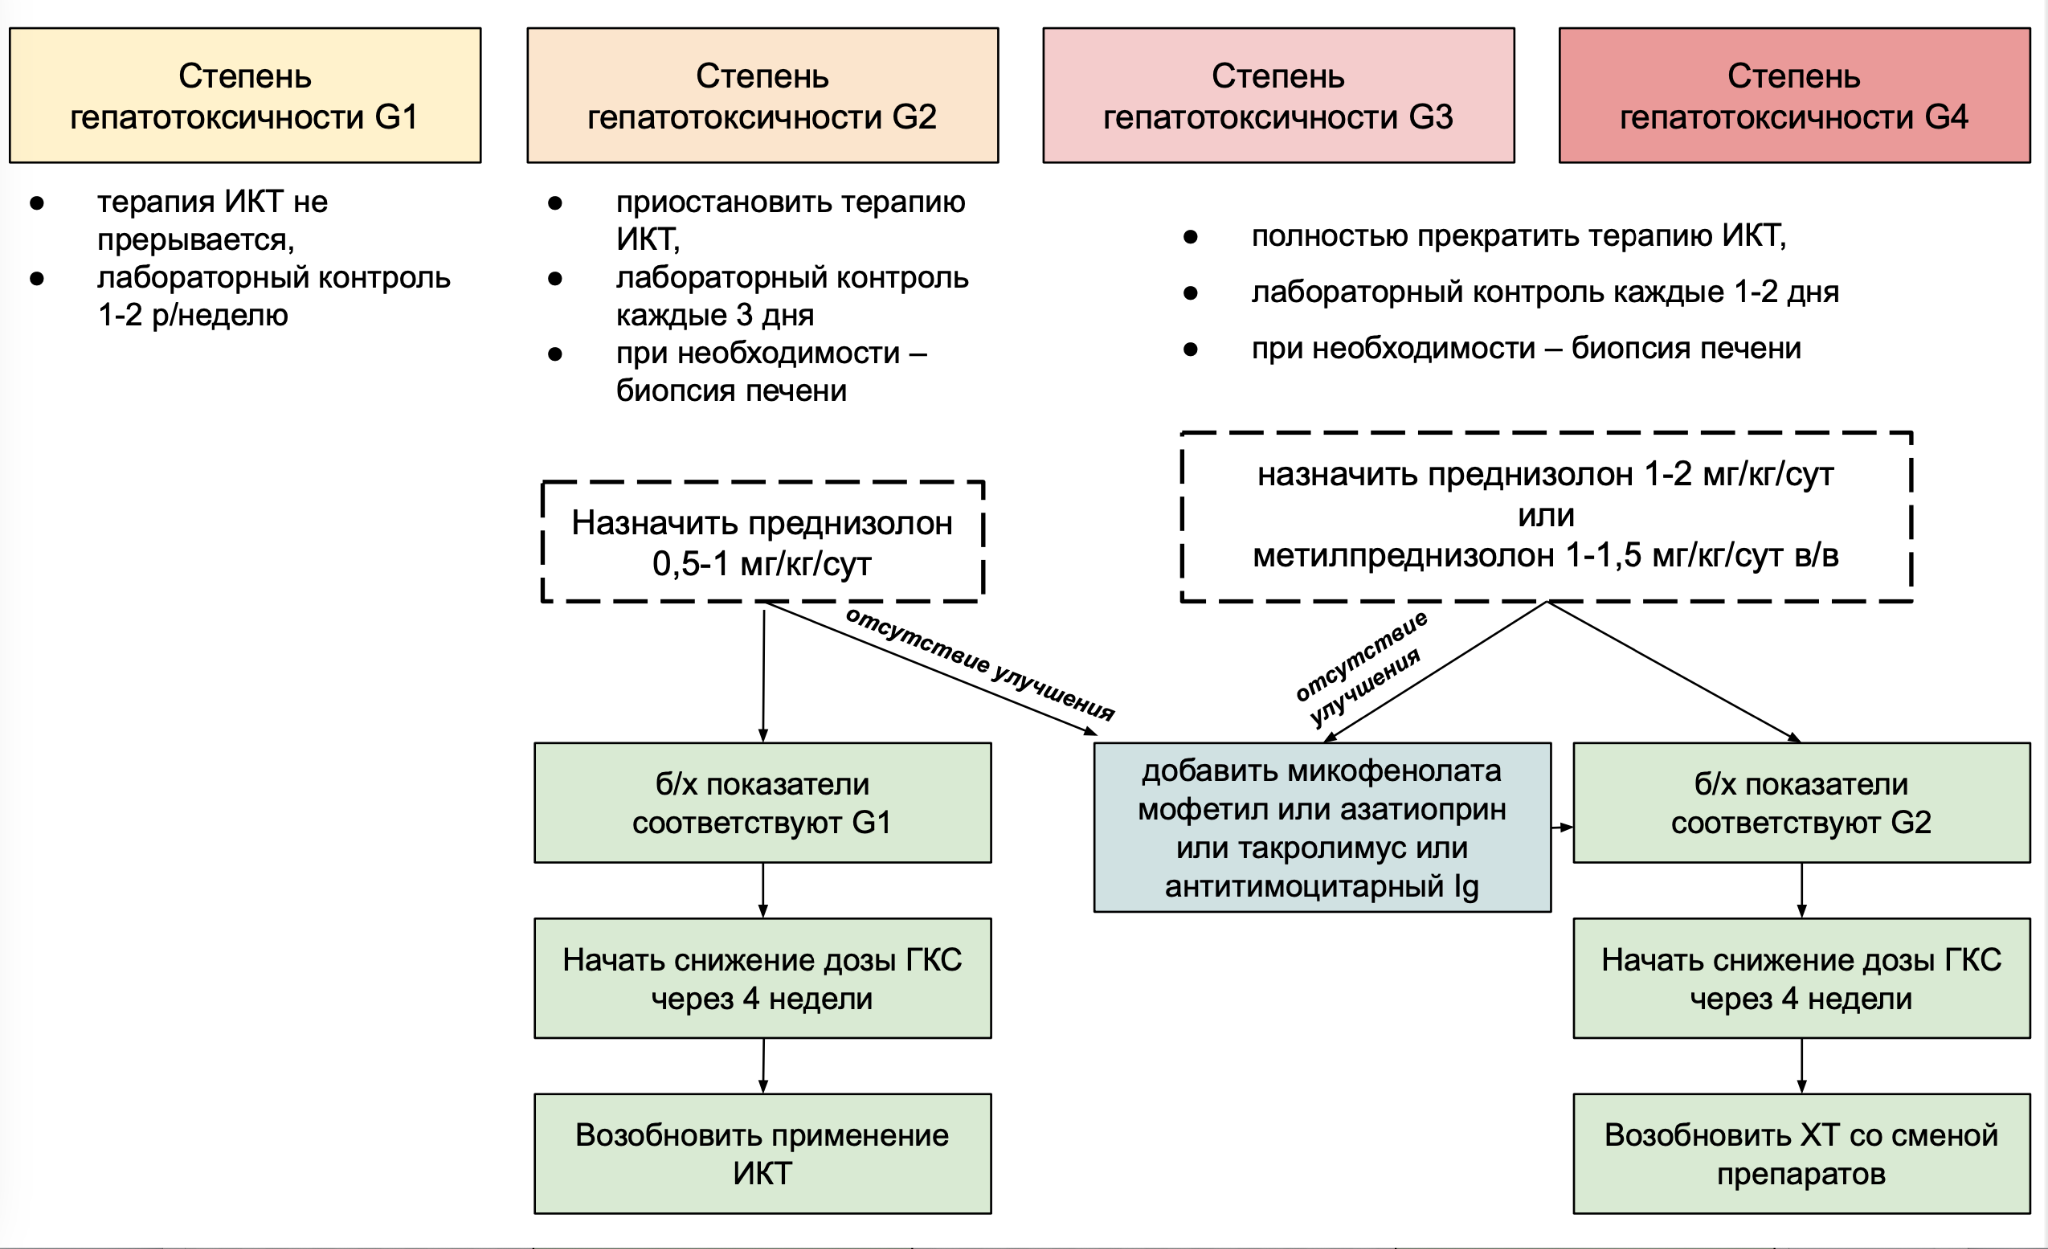 Степень
гепатотоксичности G1
Степень
гепатотоксичности G2
Степень
гепатотоксичности G3
Степень
гепатотоксичности G4
● терапия ИКТ не
прерывается,
● лабораторный контроль
1-2 р/неделю
● приостановить терапию
ИКТ,
● лабораторный контроль
каждые 3 дня
● при необходимости –
биопсия печени
● полностью прекратить терапию ИКТ,
● лабораторный контроль каждые 1-2 дня
● при необходимости – биопсия печени
Назначить преднизолон
0,5-1 мг/кг/сут
назначить преднизолон 1-2 мг/кг/сут
или
метилпреднизолон 1-1,5 мг/кг/сут в/в
отсутствие улучшения
отсутствие
улучшения
б/х показатели
соответствуют G1
добавить микофенолата
мофетил или азатиоприн
или такролимус или
антитимоцитарный Ig
б/х показатели
соответствуют G2
Начать снижение дозы ГКС
через 4 недели
Начать снижение дозы ГКС
через 4 недели
Возобновить применение
ИКТ
Возобновить ХТ со сменой
препаратов